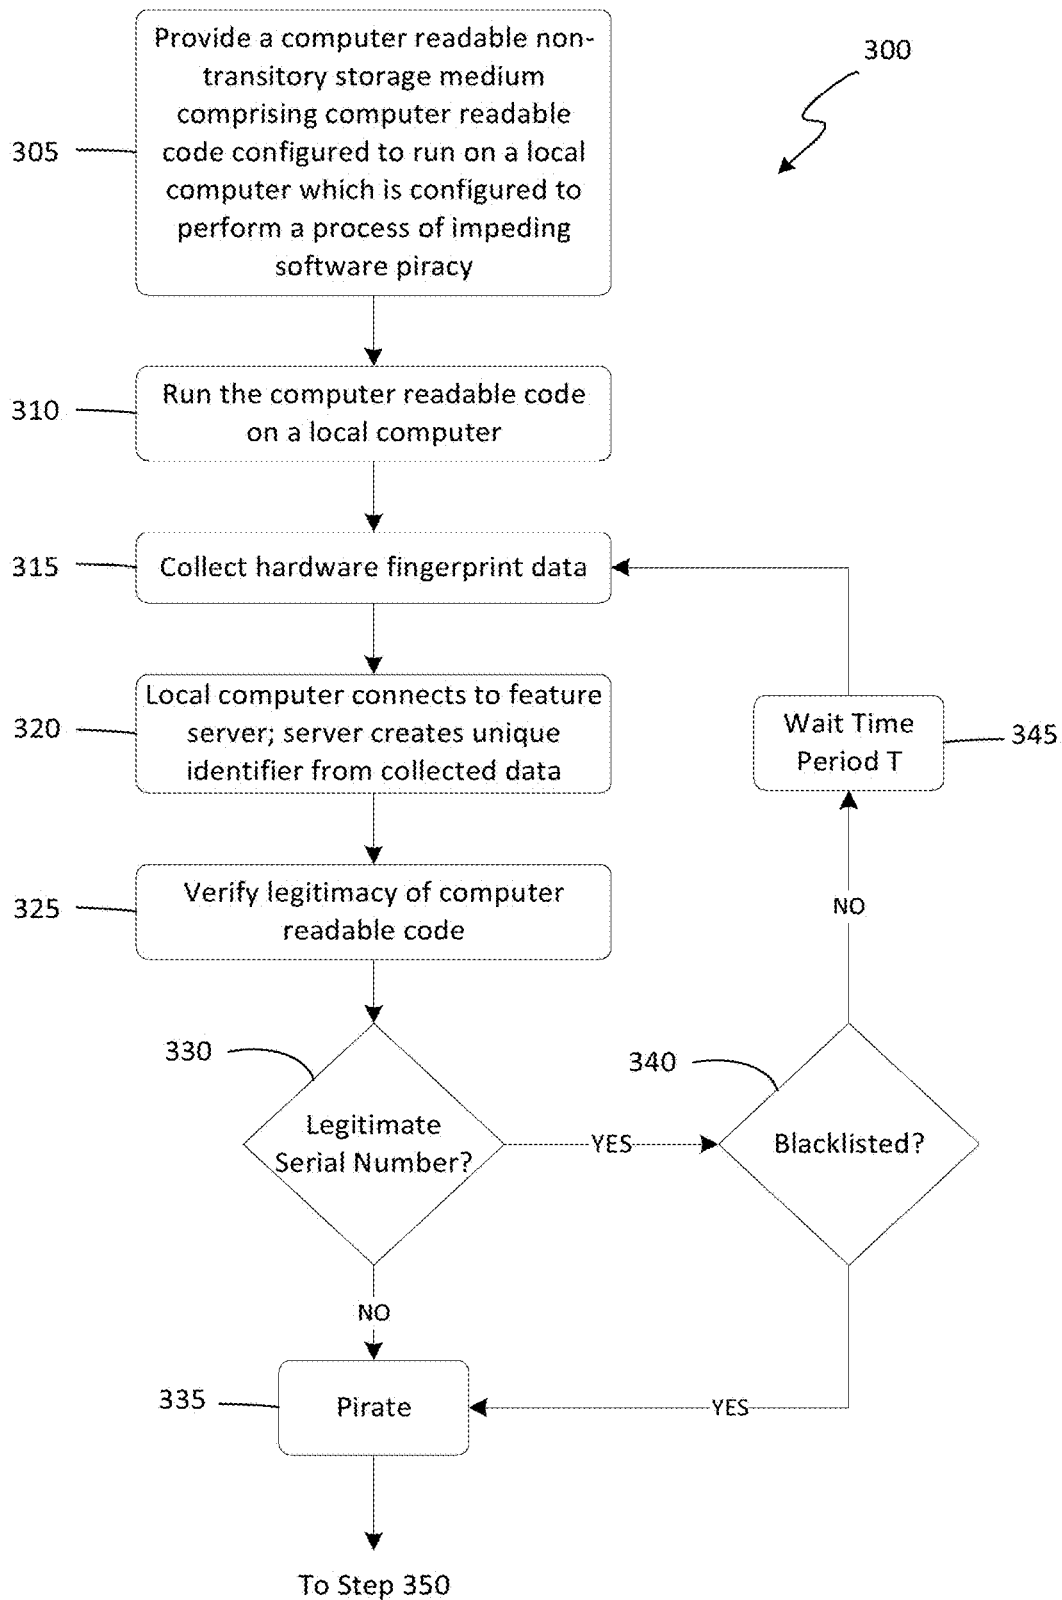 Provide a computer readable non-
transitory storage medium
comprising computer readable
code configured to run on a local
computer which is configured to
perform a process of impeding
software piracy
300
305
Run the computer readable code
on a local computer
310
Collect hardware fingerprint data
315
Local computer connects to feature
server; server creates unique
identifier from collected data
320
Wait Time
Period T
345
Verify legitimacy of computer
readable code
325
NO
330
Legitimate
Serial Number?
YES
340
Blacklisted?
NO
335
Pirate
YES
To Step 350